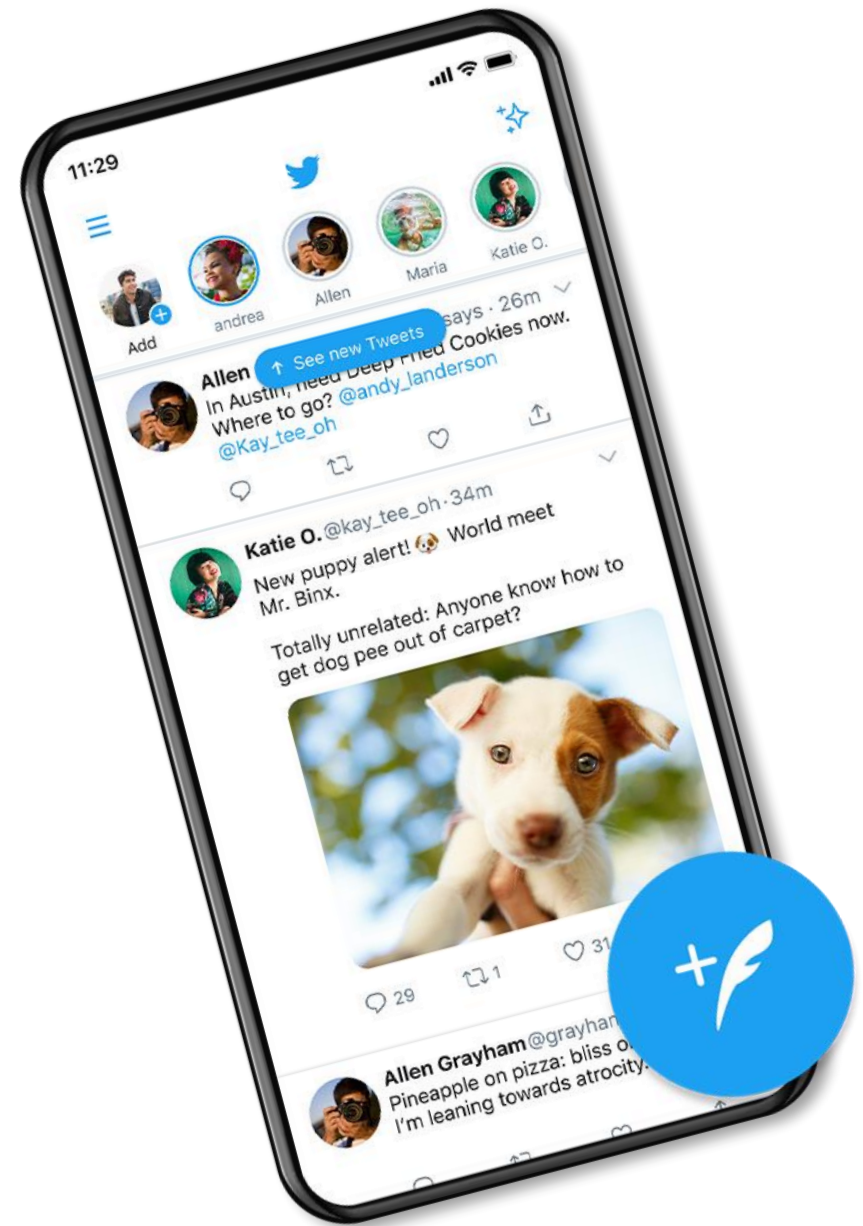 11:29
Add
andrea
Allen
Maria
Katie O.
↑ See new Tweets
Allen says · 26m
In Austin, need Deep Fried Cookies now.
Where to go? @andy_landerson
@Kay_tee_oh
Katie O. @kay_tee_oh · 34m
New puppy alert! 🐶 World meet
Mr. Binx.
Totally unrelated: Anyone know how to
get dog pee out of carpet?
29
1
31
Allen Grayham @grayhan
Pineapple on pizza: bliss o
I'm leaning towards atrocity.